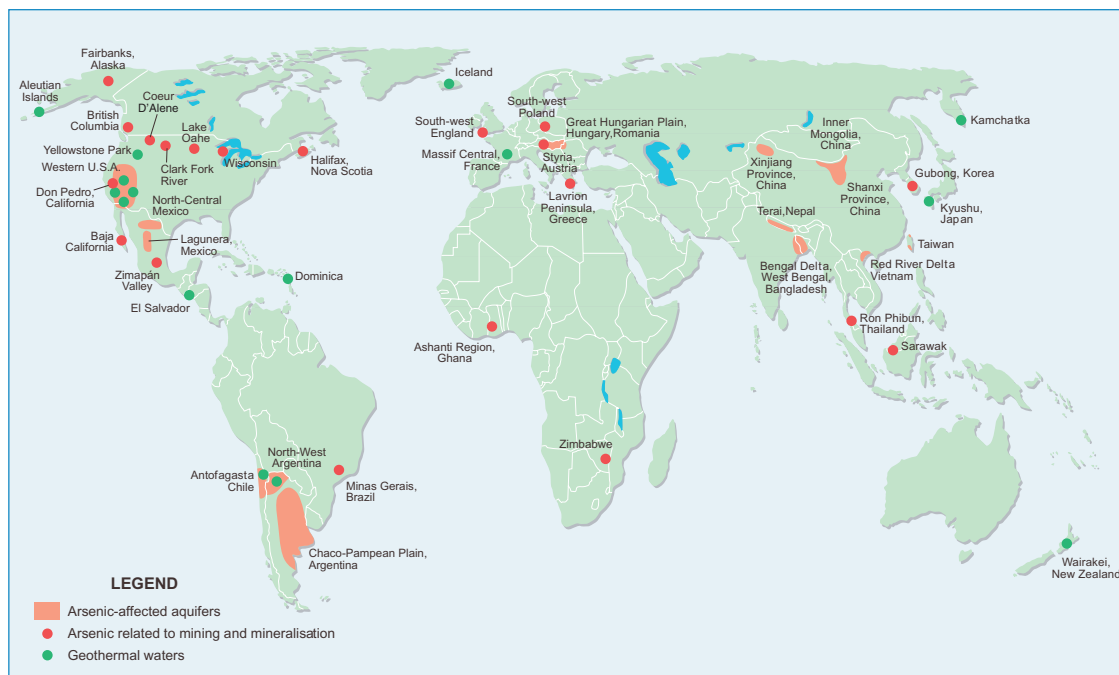 Fairbanks,
Alaska
Aleutian
Islands
Coeur
D'Alene
British
Columbia
Lake
Oahe
Yellowstone Park
Western U.S.A.
Clark Fork
River
Wisconsin
Halifax,
Nova Scotia
Don Pedro,
California
North-Central
Mexico
Baja
California
Lagunera,
Mexico
Zimapán
Valley
El Salvador
Dominica
Iceland
South-west
Poland
South-west
England
Great Hungarian Plain,
Hungary,Romania
Massif Central,
France
Styria,
Austria
Lavrion
Peninsula,
Greece
Kamchatka
Inner
Mongolia,
China
Xinjiang
Province,
China
Shanxi
Province,
China
Gubong, Korea
Kyushu,
Japan
Terai,Nepal
Taiwan
Bengal Delta,
West Bengal,
Bangladesh
Red River Delta
Vietnam
Ron Phibun,
Thailand
Sarawak
Ashanti Region,
Ghana
Zimbabwe
North-West
Argentina
Antofagasta
Chile
Minas Gerais,
Brazil
Chaco-Pampean Plain,
Argentina
Wairakei,
New Zealand
LEGEND
Arsenic-affected aquifers
Arsenic related to mining and mineralisation
Geothermal waters